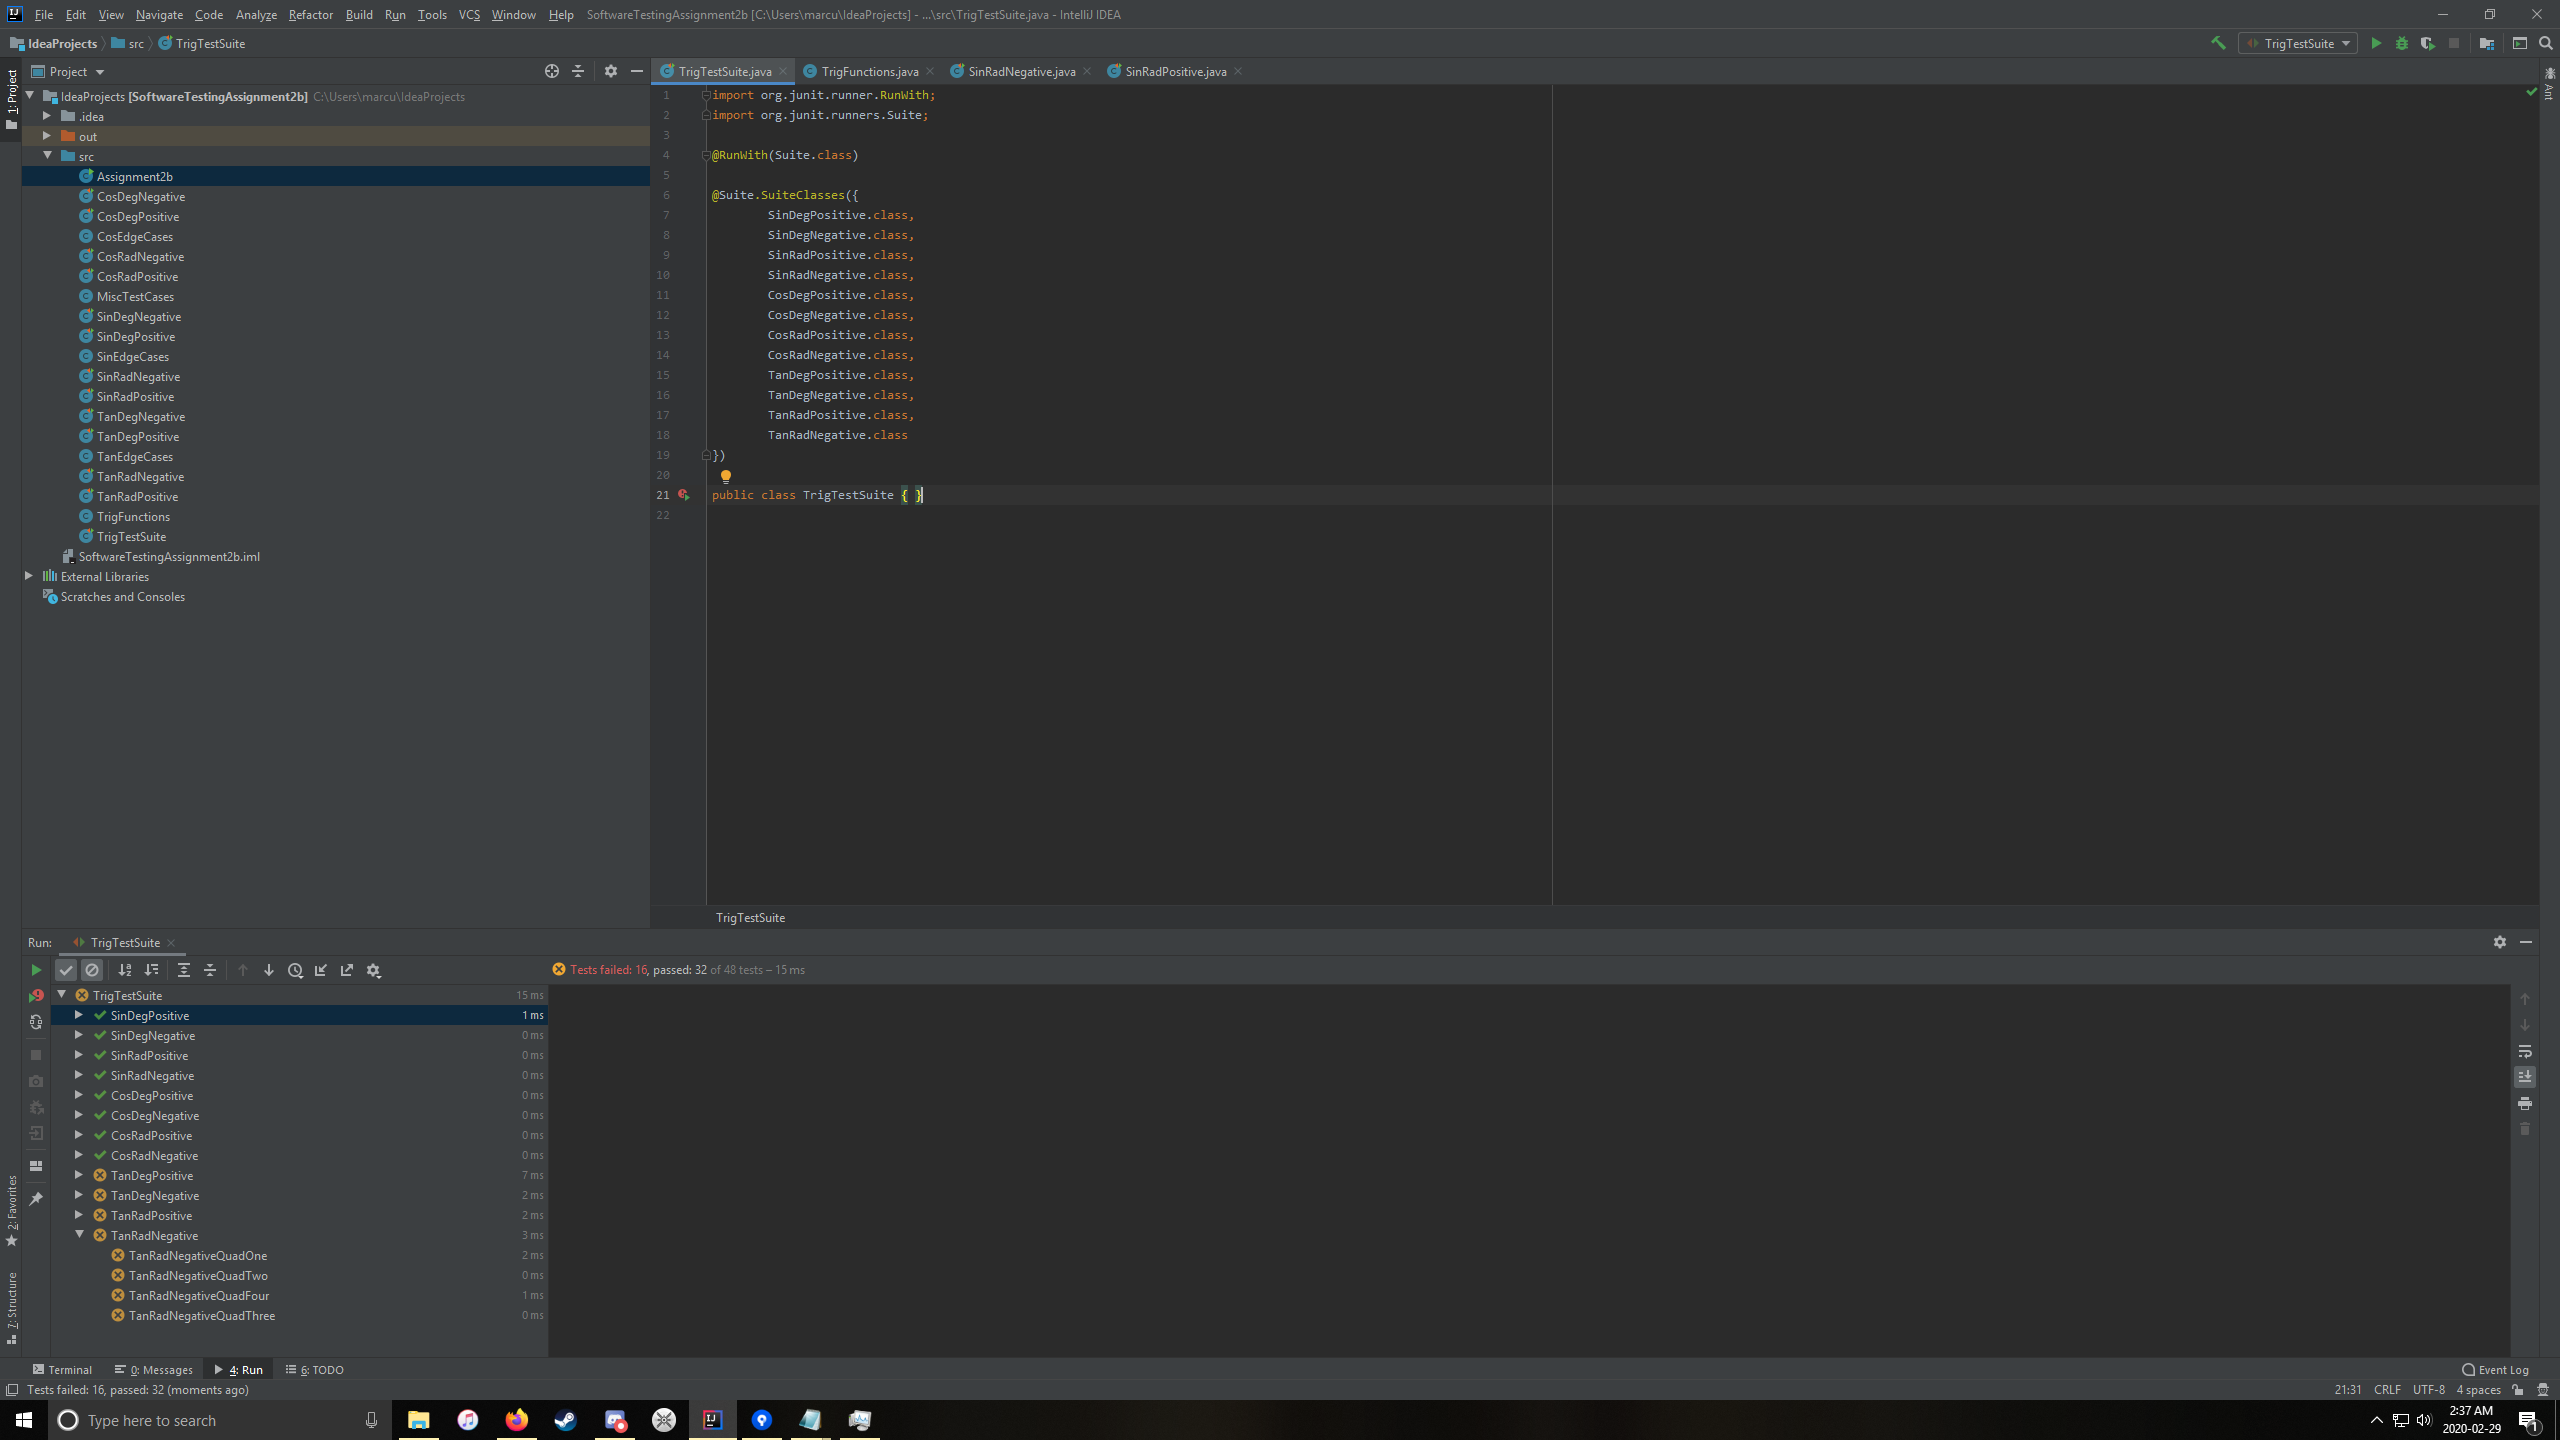 File Edit View Navigate Code Analyze Refactor Build Run Tools VCS Window Help SoftwareTestingAssignment2b [C:\Users\marcu\IdeaProjects] - ...\src\TrigTestSuite.java - IntelliJ IDEA
IdeaProjects src TrigTestSuite
TrigTestSuite
Project
TrigTestSuite.java TrigFunctions.java SinRadNegative.java SinRadPositive.java
1: Project
Ant
IdeaProjects [SoftwareTestingAssignment2b] C:\Users\marcu\IdeaProjects
.idea
out
src
Assignment2b
CosDegNegative
CosDegPositive
CosEdgeCases
CosRadNegative
CosRadPositive
MiscTestCases
SinDegNegative
SinDegPositive
SinEdgeCases
SinRadNegative
SinRadPositive
TanDegNegative
TanDegPositive
TanEdgeCases
TanRadNegative
TanRadPositive
TrigFunctions
TrigTestSuite
SoftwareTestingAssignment2b.iml
External Libraries
Scratches and Consoles
1 import org.junit.runner.RunWith;
2 import org.junit.runners.Suite;
3
4 @RunWith(Suite.class)
5
6 @Suite.SuiteClasses({
7 SinDegPositive.class,
8 SinDegNegative.class,
9 SinRadPositive.class,
10 SinRadNegative.class,
11 CosDegPositive.class,
12 CosDegNegative.class,
13 CosRadPositive.class,
14 CosRadNegative.class,
15 TanDegPositive.class,
16 TanDegNegative.class,
17 TanRadPositive.class,
18 TanRadNegative.class
19 })
20
21 public class TrigTestSuite { }
22
TrigTestSuite
Run: TrigTestSuite
Tests failed: 16, passed: 32 of 48 tests – 15 ms
TrigTestSuite 15 ms
SinDegPositive 1 ms
SinDegNegative 0 ms
SinRadPositive 0 ms
SinRadNegative 0 ms
CosDegPositive 0 ms
CosDegNegative 0 ms
CosRadPositive 0 ms
CosRadNegative 0 ms
TanDegPositive 7 ms
TanDegNegative 2 ms
TanRadPositive 2 ms
TanRadNegative 3 ms
TanRadNegativeQuadOne 2 ms
TanRadNegativeQuadTwo 0 ms
TanRadNegativeQuadFour 1 ms
TanRadNegativeQuadThree 0 ms
2: Favorites
7: Structure
Terminal 0: Messages 4: Run 6: TODO Event Log
Tests failed: 16, passed: 32 (moments ago) 21:31 CRLF UTF-8 4 spaces
Type here to search
2:37 AM
2020-02-29
1